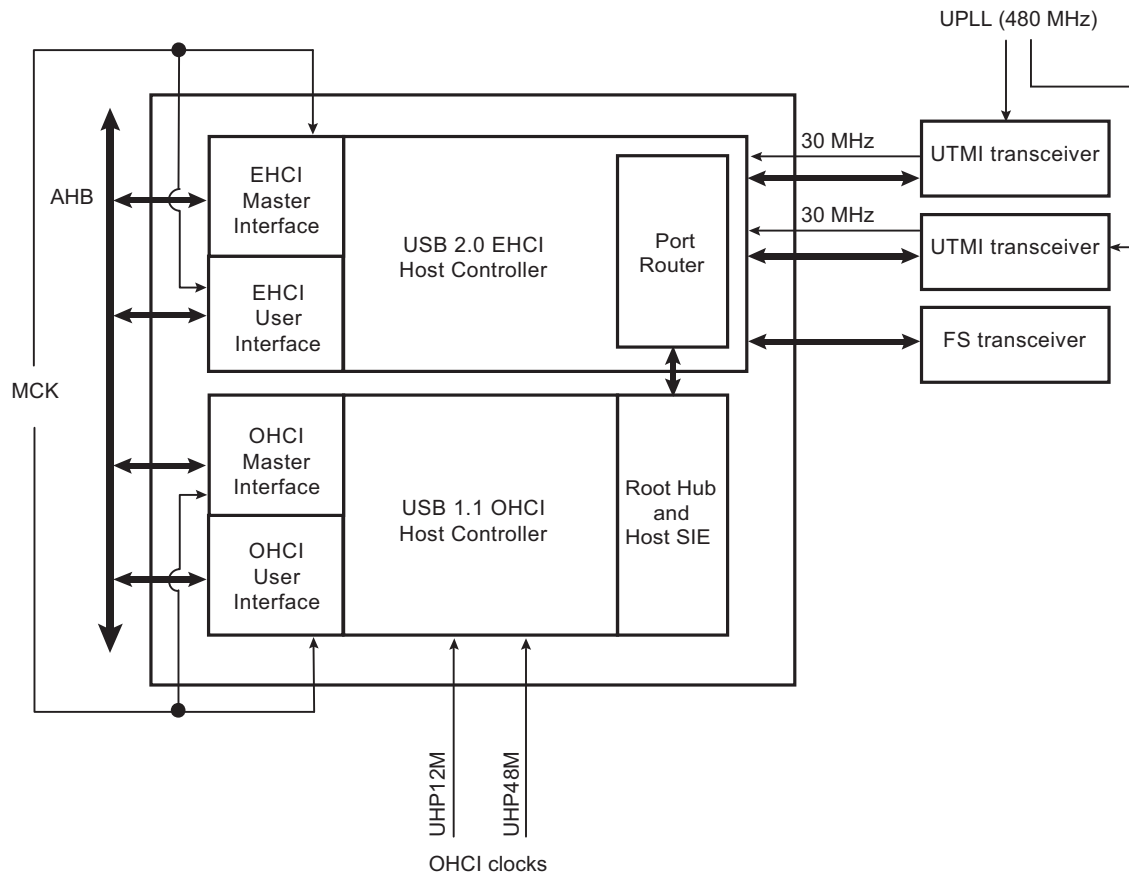 UPLL (480 MHz)
30 MHz
UTMI transceiver
EHCI
Master
Interface
AHB
30 MHz
UTMI transceiver
USB 2.0 EHCI
Host Controller
Port
Router
EHCI
User
Interface
FS transceiver
MCK
OHCI
Master
Interface
USB 1.1 OHCI
Host Controller
Root Hub
and
Host SIE
OHCI
User
Interface
UHP12M
UHP48M
OHCI clocks